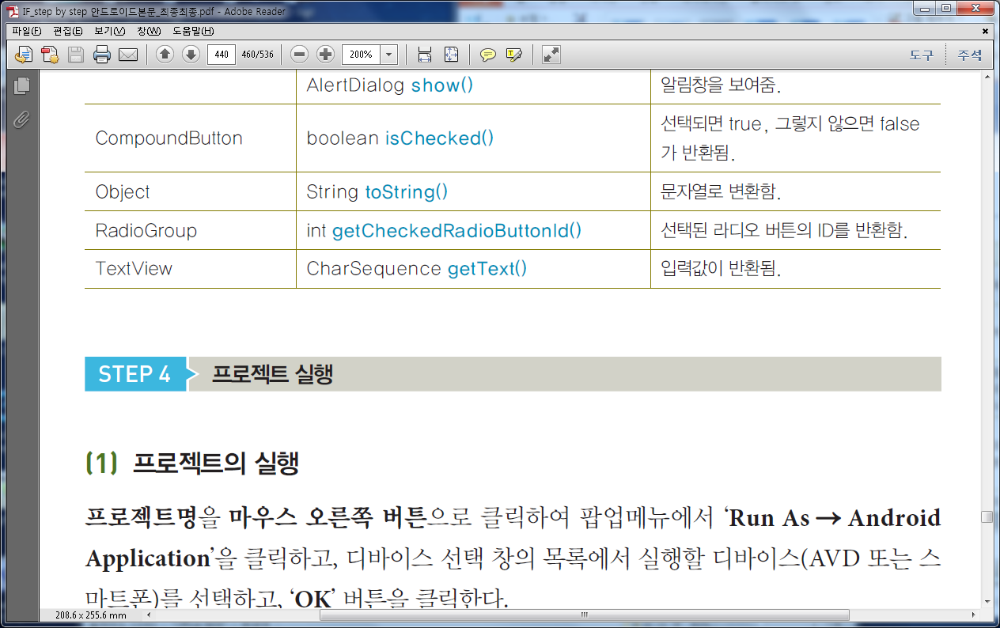 IF_step by step 안드로이드본문_최종최종.pdf - Adobe Reader
파일(F) 편집(E) 보기(V) 창(W) 도움말(H)
440 460/536 200% 도구 주석
AlertDialog show() 알림창을 보여줌.
CompoundButton boolean isChecked() 선택되면 true, 그렇지 않으면 false
가 반환됨.
Object String toString() 문자열로 변환함.
RadioGroup int getCheckedRadioButtonId() 선택된 라디오 버튼의 ID를 반환함.
TextView CharSequence getText() 입력값이 반환됨.
STEP 4 프로젝트 실행
(1) 프로젝트의 실행
프로젝트명을 마우스 오른쪽 버튼으로 클릭하여 팝업메뉴에서 ‘Run As → Android
Application’을 클릭하고, 디바이스 선택 창의 목록에서 실행할 디바이스(AVD 또는 스
마트폰)를 선택하고, ‘OK’ 버튼을 클릭한다.
208.6 x 255.6 mm